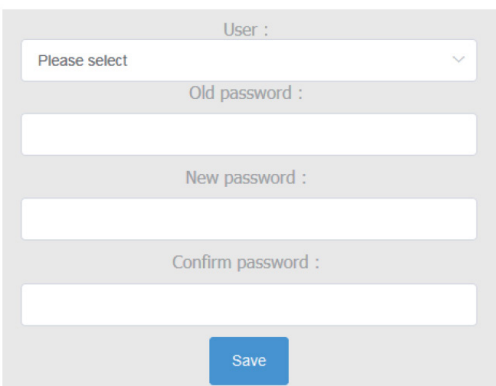 User :
Please select
Old password :
New password :
Confirm password :
Save